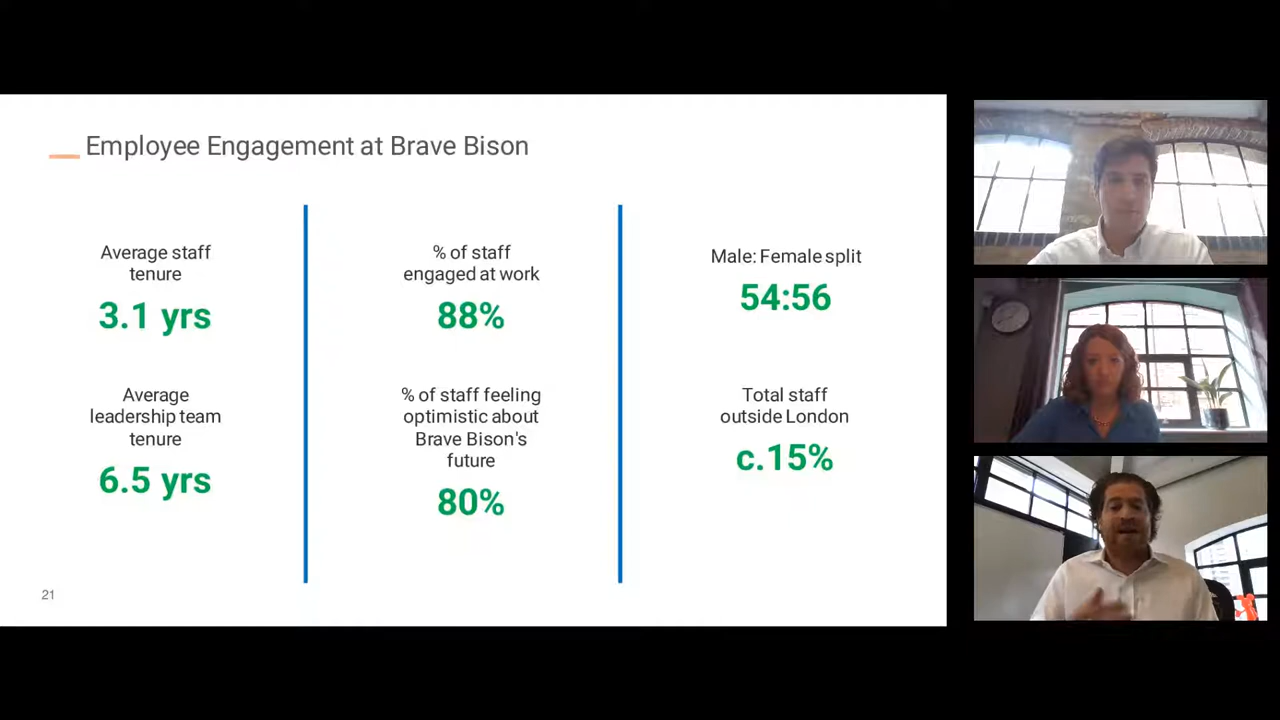 Employee Engagement at Brave Bison
Average staff
tenure
3.1 yrs
Average
leadership team
tenure
6.5 yrs
% of staff
engaged at work
88%
% of staff feeling
optimistic about
Brave Bison's
future
80%
Male: Female split
54:56
Total staff
outside London
c.15%
21